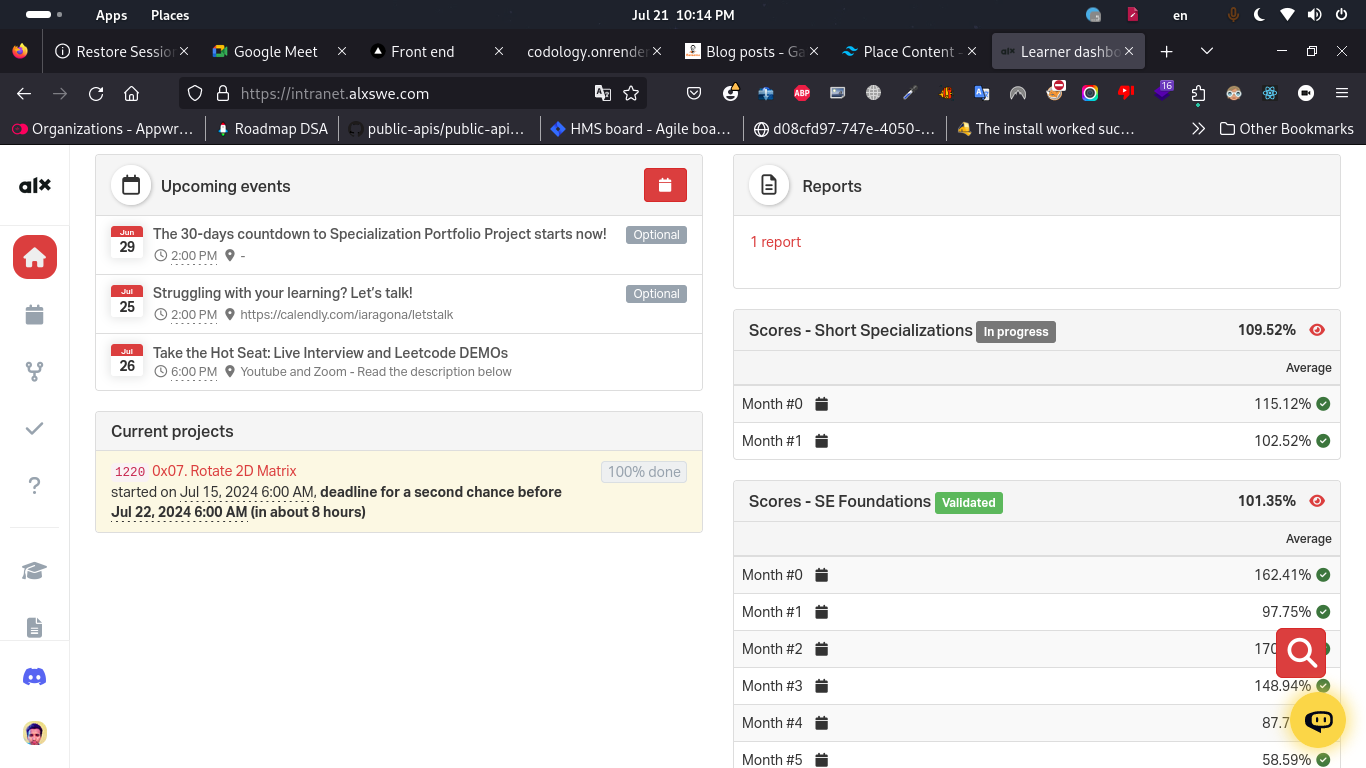 Apps Places Jul 21 10:14 PM en
Restore Session Google Meet Front end codology.onrende Blog posts - Ga Place Content - alx Learner dashbo
https://intranet.alxswe.com ABP 16
Organizations - Appwr... Roadmap DSA public-apis/public-api... HMS board - Agile boa... d08cfd97-747e-4050-... The install worked suc... Other Bookmarks
alx
Upcoming events
Jun 29 The 30-days countdown to Specialization Portfolio Project starts now! Optional
2:00 PM -
Jul 25 Struggling with your learning? Let's talk! Optional
2:00 PM https://calendly.com/iaragona/letstalk
Jul 26 Take the Hot Seat: Live Interview and Leetcode DEMOs
6:00 PM Youtube and Zoom - Read the description below
Current projects
1220 0x07. Rotate 2D Matrix 100% done
started on Jul 15, 2024 6:00 AM, deadline for a second chance before
Jul 22, 2024 6:00 AM (in about 8 hours)
Reports
1 report
Scores - Short Specializations In progress 109.52%
Average
Month #0 115.12%
Month #1 102.52%
Scores - SE Foundations Validated 101.35%
Average
Month #0 162.41%
Month #1 97.75%
Month #2 170
Month #3 148.94%
Month #4 87.7
Month #5 58.59%